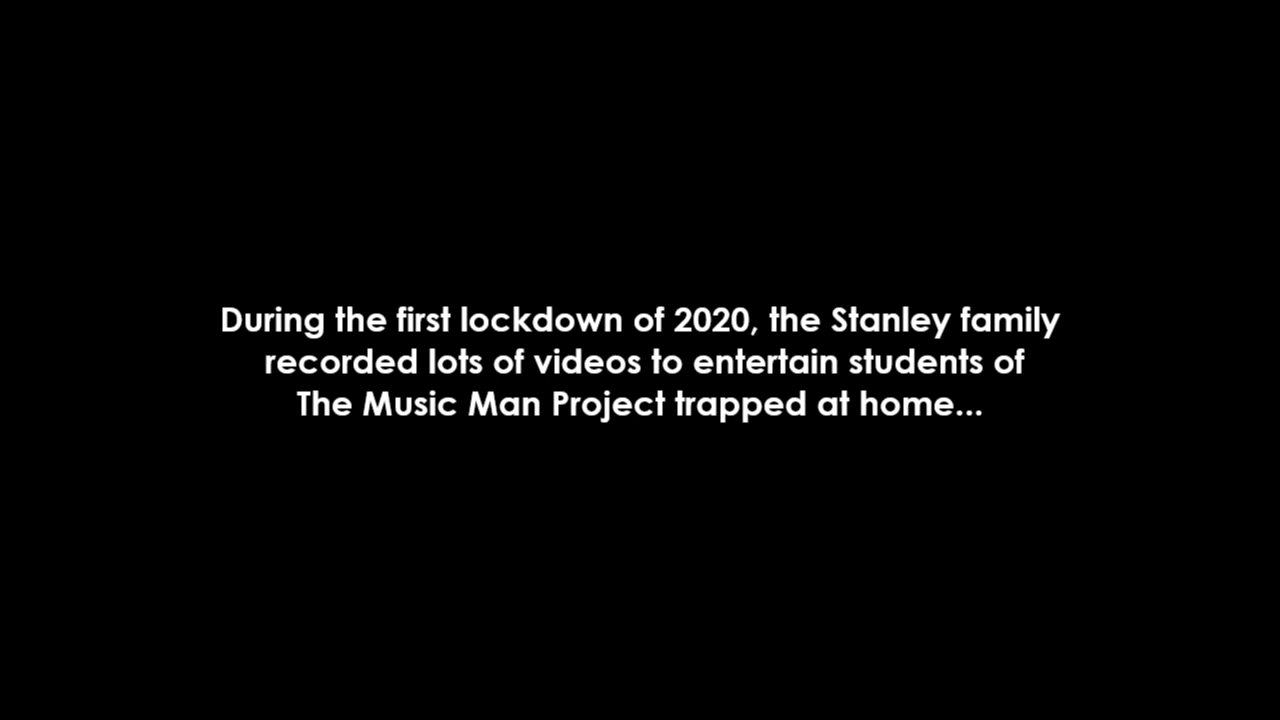 During the first lockdown of 2020, the Stanley family
recorded lots of videos to entertain students of
The Music Man Project trapped at home...